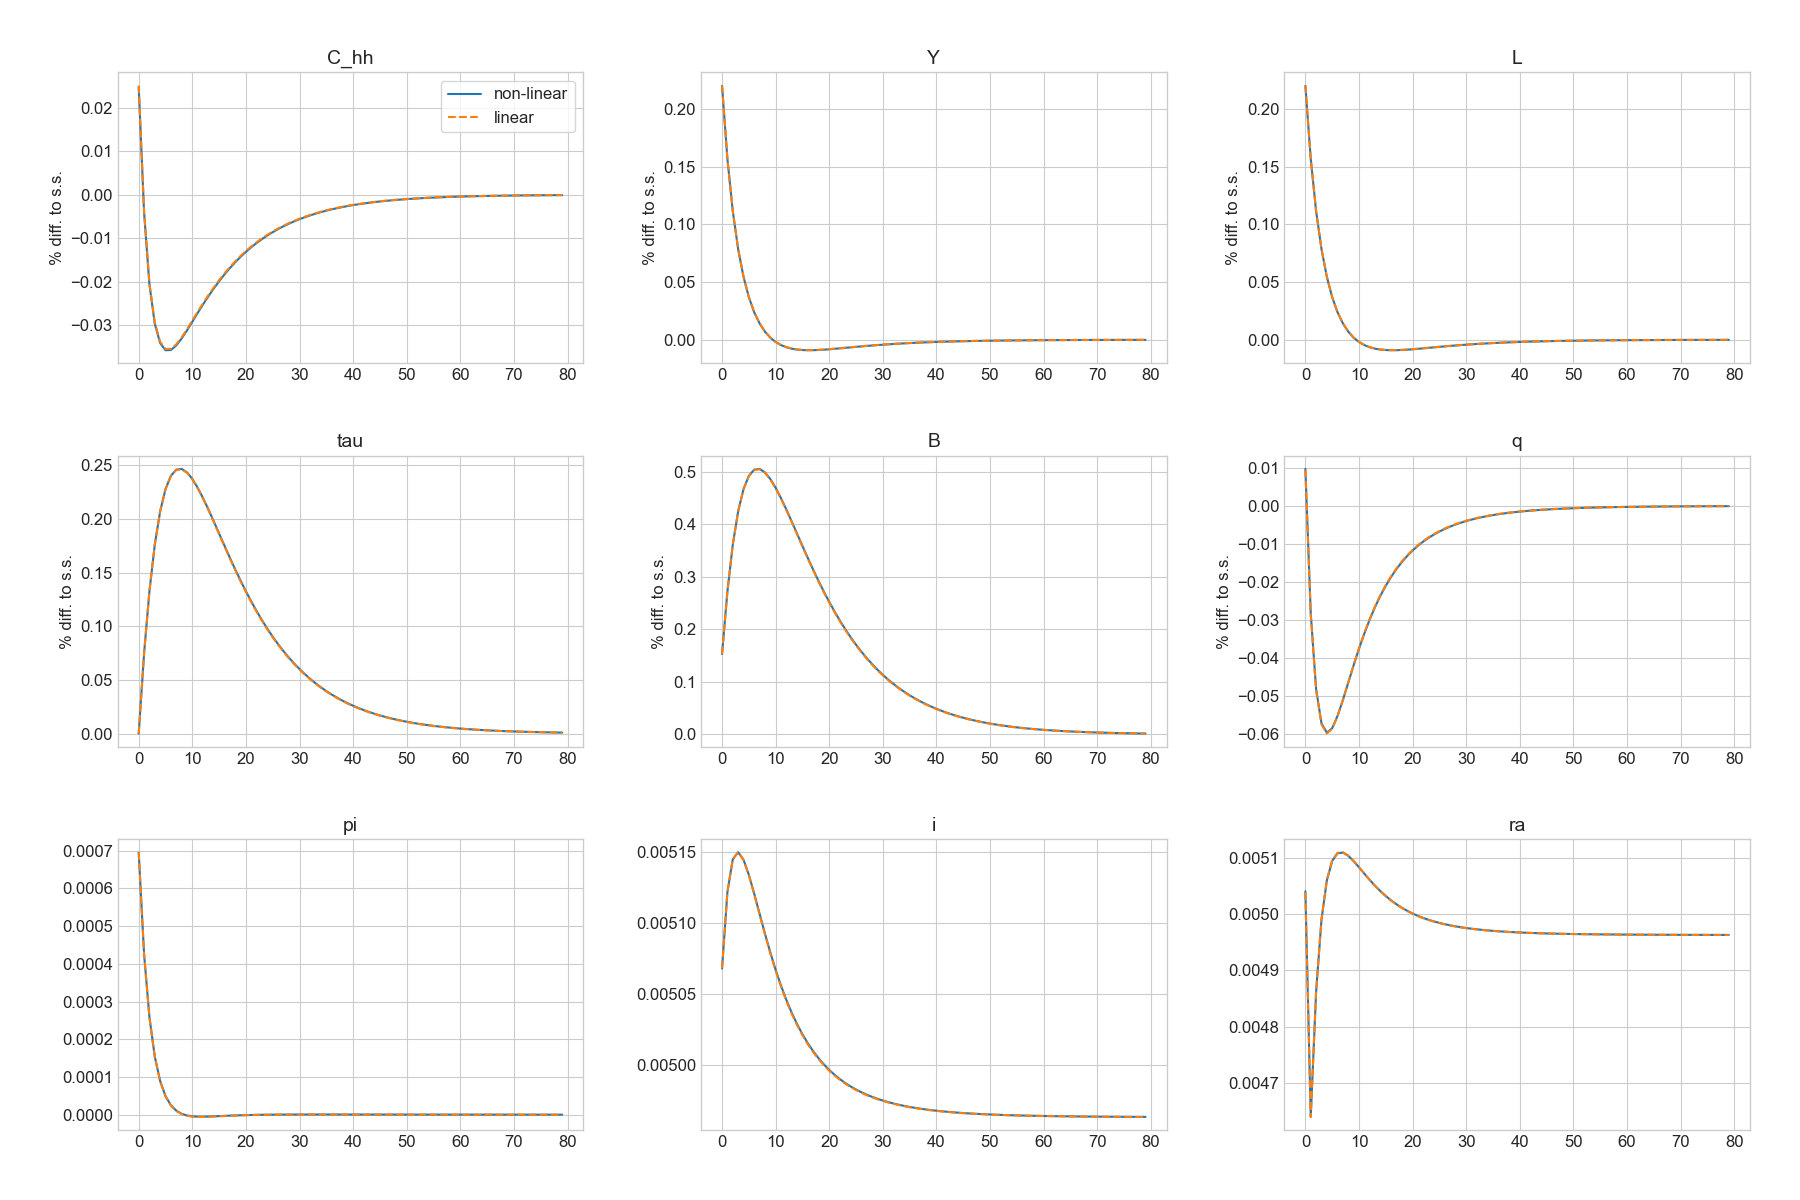 C_hh
Y
L
% diff. to s.s.
0.02
0.01
0.00
−0.01
−0.02
−0.03
non-linear
linear
0 10 20 30 40 50 60 70 80
% diff. to s.s.
0.20
0.15
0.10
0.05
0.00
0 10 20 30 40 50 60 70 80
% diff. to s.s.
0.20
0.15
0.10
0.05
0.00
0 10 20 30 40 50 60 70 80
tau
B
q
% diff. to s.s.
0.25
0.20
0.15
0.10
0.05
0.00
0 10 20 30 40 50 60 70 80
% diff. to s.s.
0.5
0.4
0.3
0.2
0.1
0.0
0 10 20 30 40 50 60 70 80
% diff. to s.s.
0.01
0.00
−0.01
−0.02
−0.03
−0.04
−0.05
−0.06
0 10 20 30 40 50 60 70 80
pi
i
ra
0.0007
0.0006
0.0005
0.0004
0.0003
0.0002
0.0001
0.0000
0 10 20 30 40 50 60 70 80
0.00515
0.00510
0.00505
0.00500
0 10 20 30 40 50 60 70 80
0.0051
0.0050
0.0049
0.0048
0.0047
0 10 20 30 40 50 60 70 80